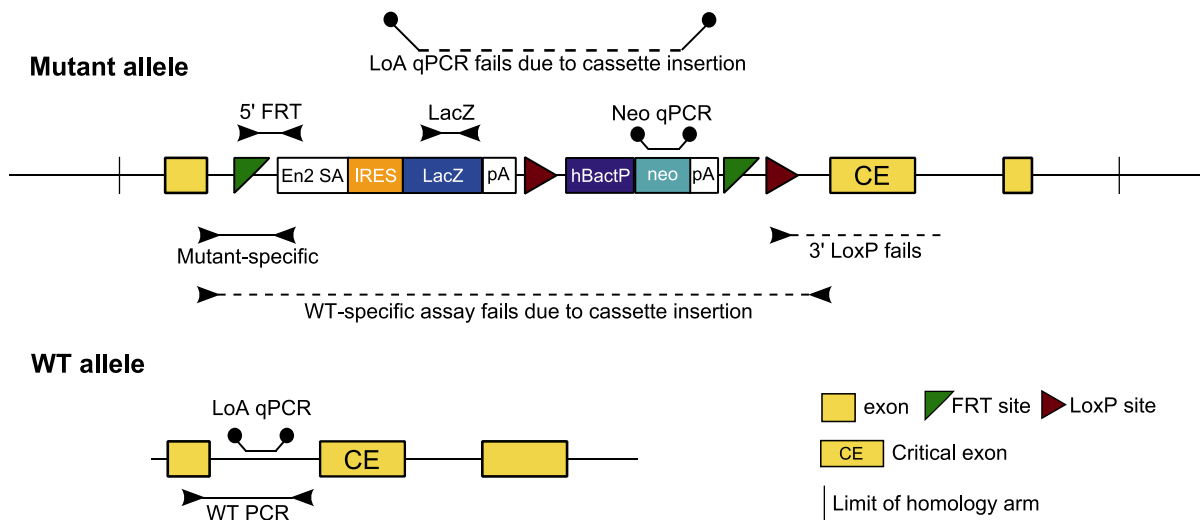 LoA qPCR fails due to cassette insertion
Mutant allele
5' FRT
LacZ
Neo qPCR
En2 SA
IRES
LacZ
pA
hBactP
neo
pA
CE
Mutant-specific
3' LoxP fails
WT-specific assay fails due to cassette insertion
WT allele
LoA qPCR
CE
WT PCR
exon
FRT site
LoxP site
CE
Critical exon
Limit of homology arm